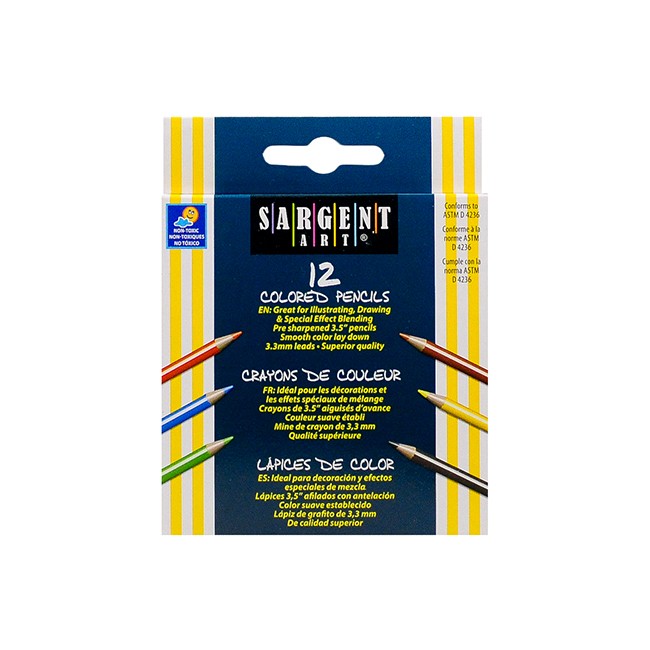 SARGENT
ART®
NON-TOXIC
NON-TOXIQUES
NO TÓXICO
Conforms to
ASTM D 4236
Conforme à la
norme ASTM
D 4236
Cumple con la
norma ASTM
D 4236
12
COLORED PENCILS
EN: Great for Illustrating, Drawing
& Special Effect Blending
Pre sharpened 3.5" pencils
Smooth color lay down
3.3mm leads • Superior quality
CRAYONS DE COULEUR
FR: Idéal pour les décorations et
les effets spéciaux de mélange
Crayons de 3.5" aiguisés d'avance
Couleur suave établi
Mine de crayon de 3,3 mm
Qualité supérieure
LÁPICES DE COLOR
ES: Ideal para decoración y efectos
especiales de mezcla.
Lápices 3,5" afilados con antelación
Color suave establecido
Lápiz de grafito de 3,3 mm
De calidad superior